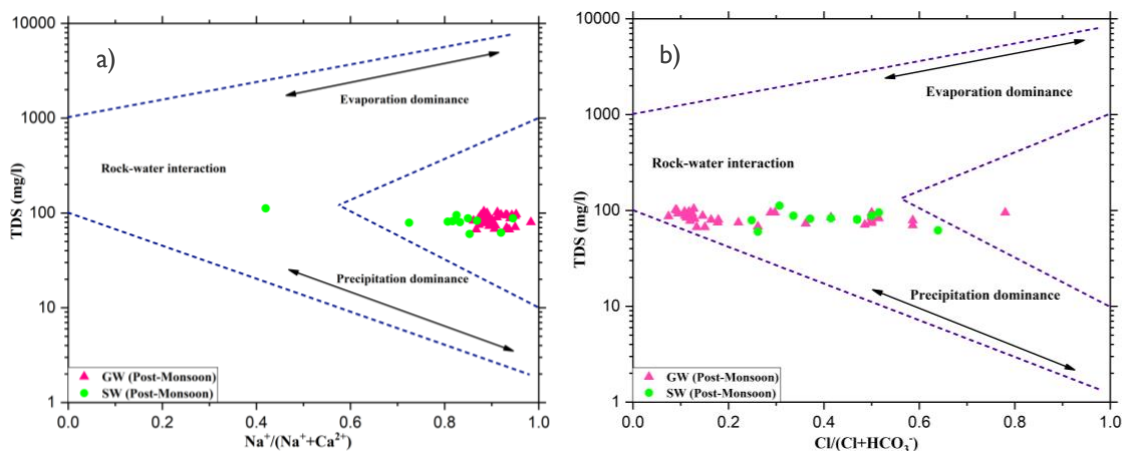 a)
10000
1000
100
10
1
TDS (mg/l)
Evaporation dominance
Rock-water interaction
Precipitation dominance
GW (Post-Monsoon)
SW (Post-Monsoon)
0.0 0.2 0.4 0.6 0.8 1.0
Na⁺/(Na⁺+Ca²⁺)
b)
10000
1000
100
10
1
TDS (mg/l)
Evaporation dominance
Rock-water interaction
Precipitation dominance
GW (Post-Monsoon)
SW (Post-Monsoon)
0.0 0.2 0.4 0.6 0.8 1.0
Cl/(Cl+HCO₃⁻)